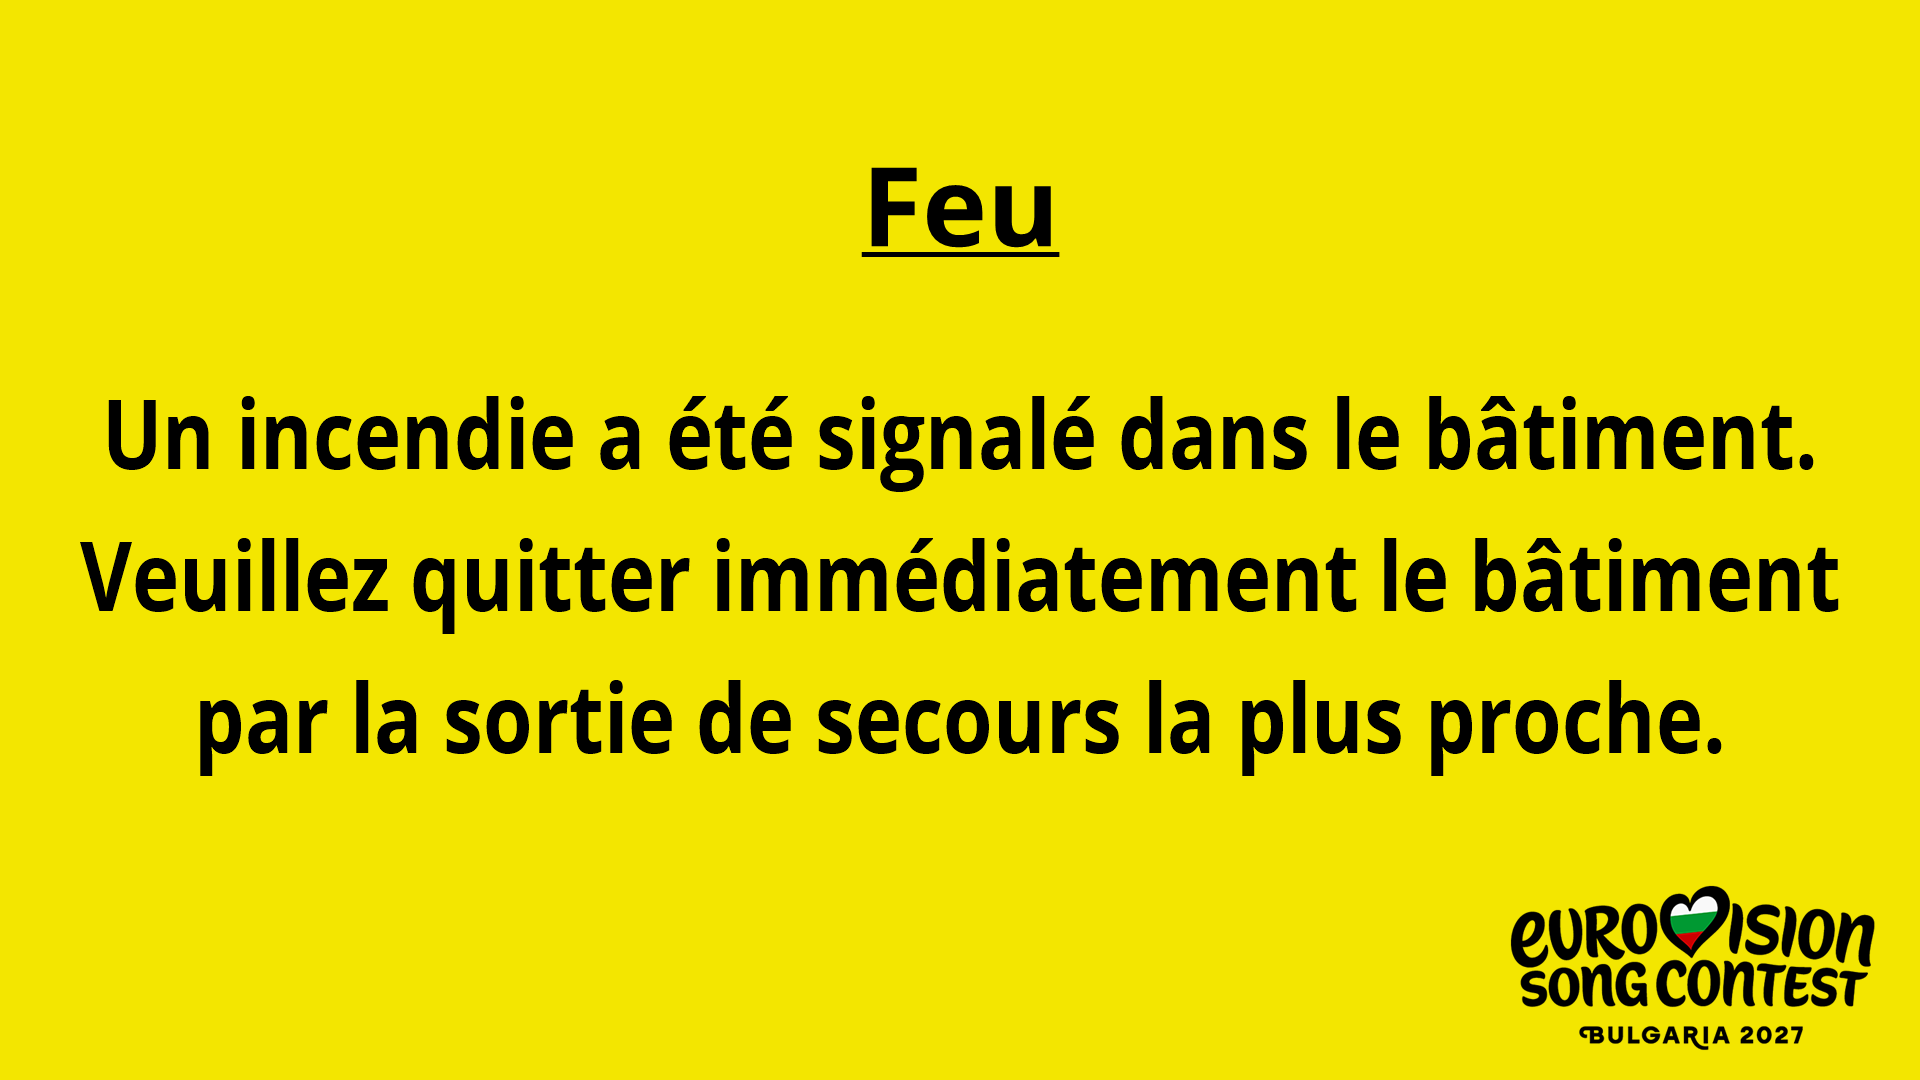 Feu
Un incendie a été signalé dans le bâtiment.
Veuillez quitter immédiatement le bâtiment
par la sortie de secours la plus proche.
EUROVISION
SONG CONTEST
BULGARIA 2027